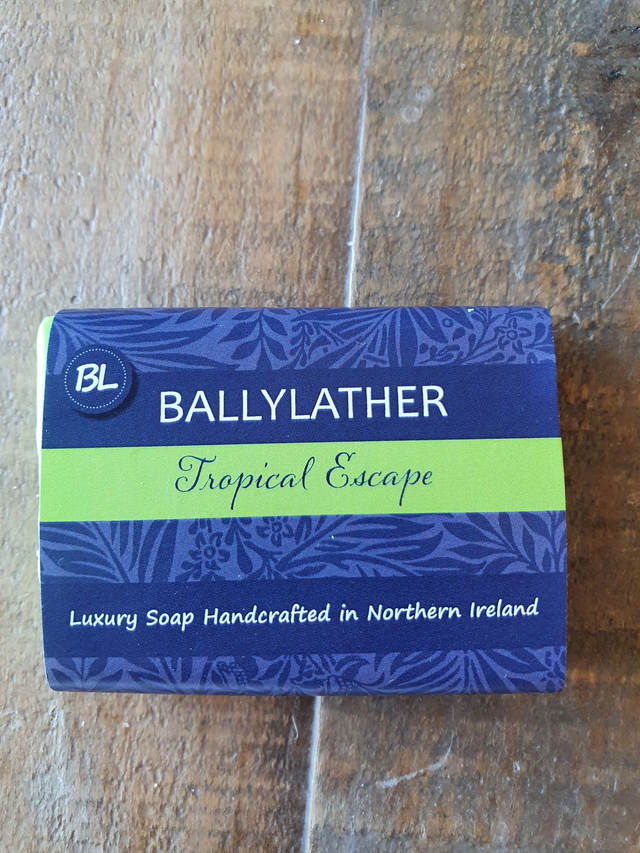 BL
BALLYLATHER
Tropical Escape
Luxury Soap Handcrafted in Northern Ireland